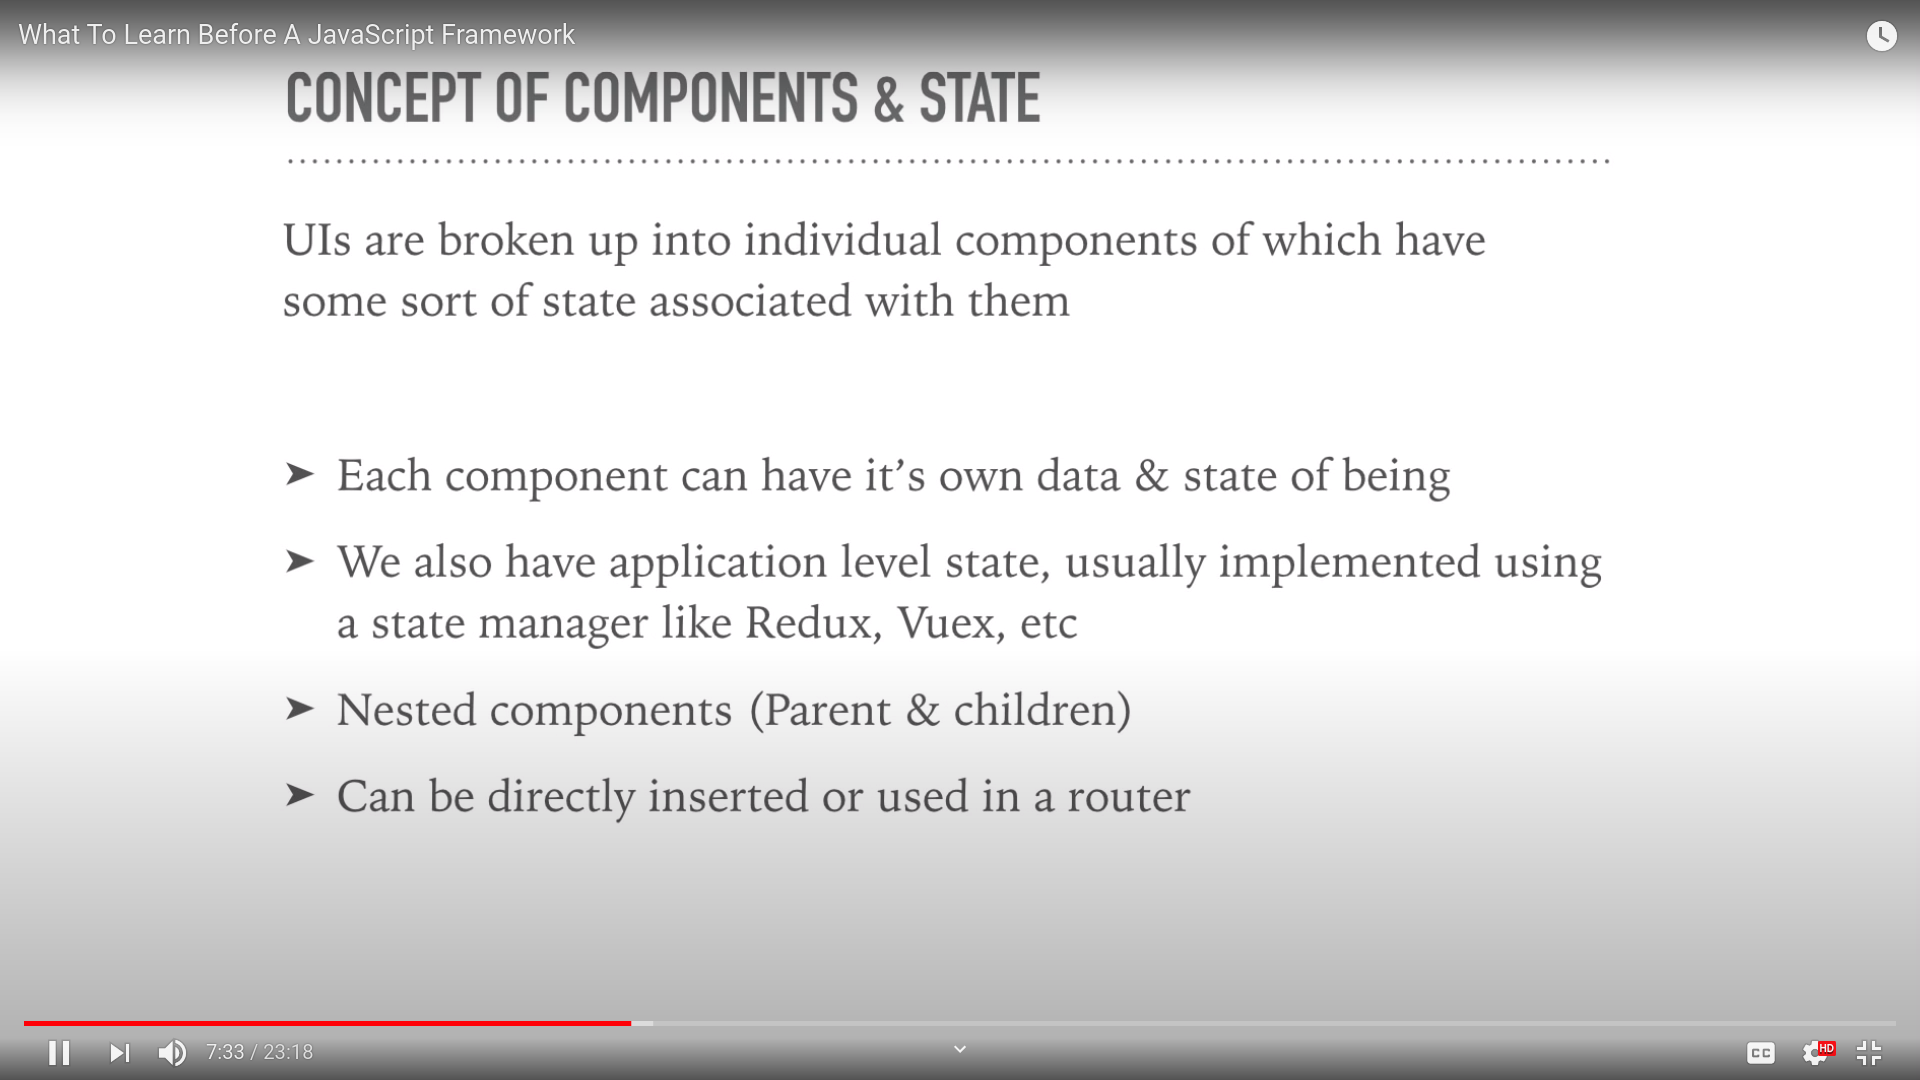 What To Learn Before A JavaScript Framework
CONCEPT OF COMPONENTS & STATE
UIs are broken up into individual components of which have
some sort of state associated with them
➤ Each component can have it’s own data & state of being
➤ We also have application level state, usually implemented using
a state manager like Redux, Vuex, etc
➤ Nested components (Parent & children)
➤ Can be directly inserted or used in a router
7:33 / 23:18
CC
HD